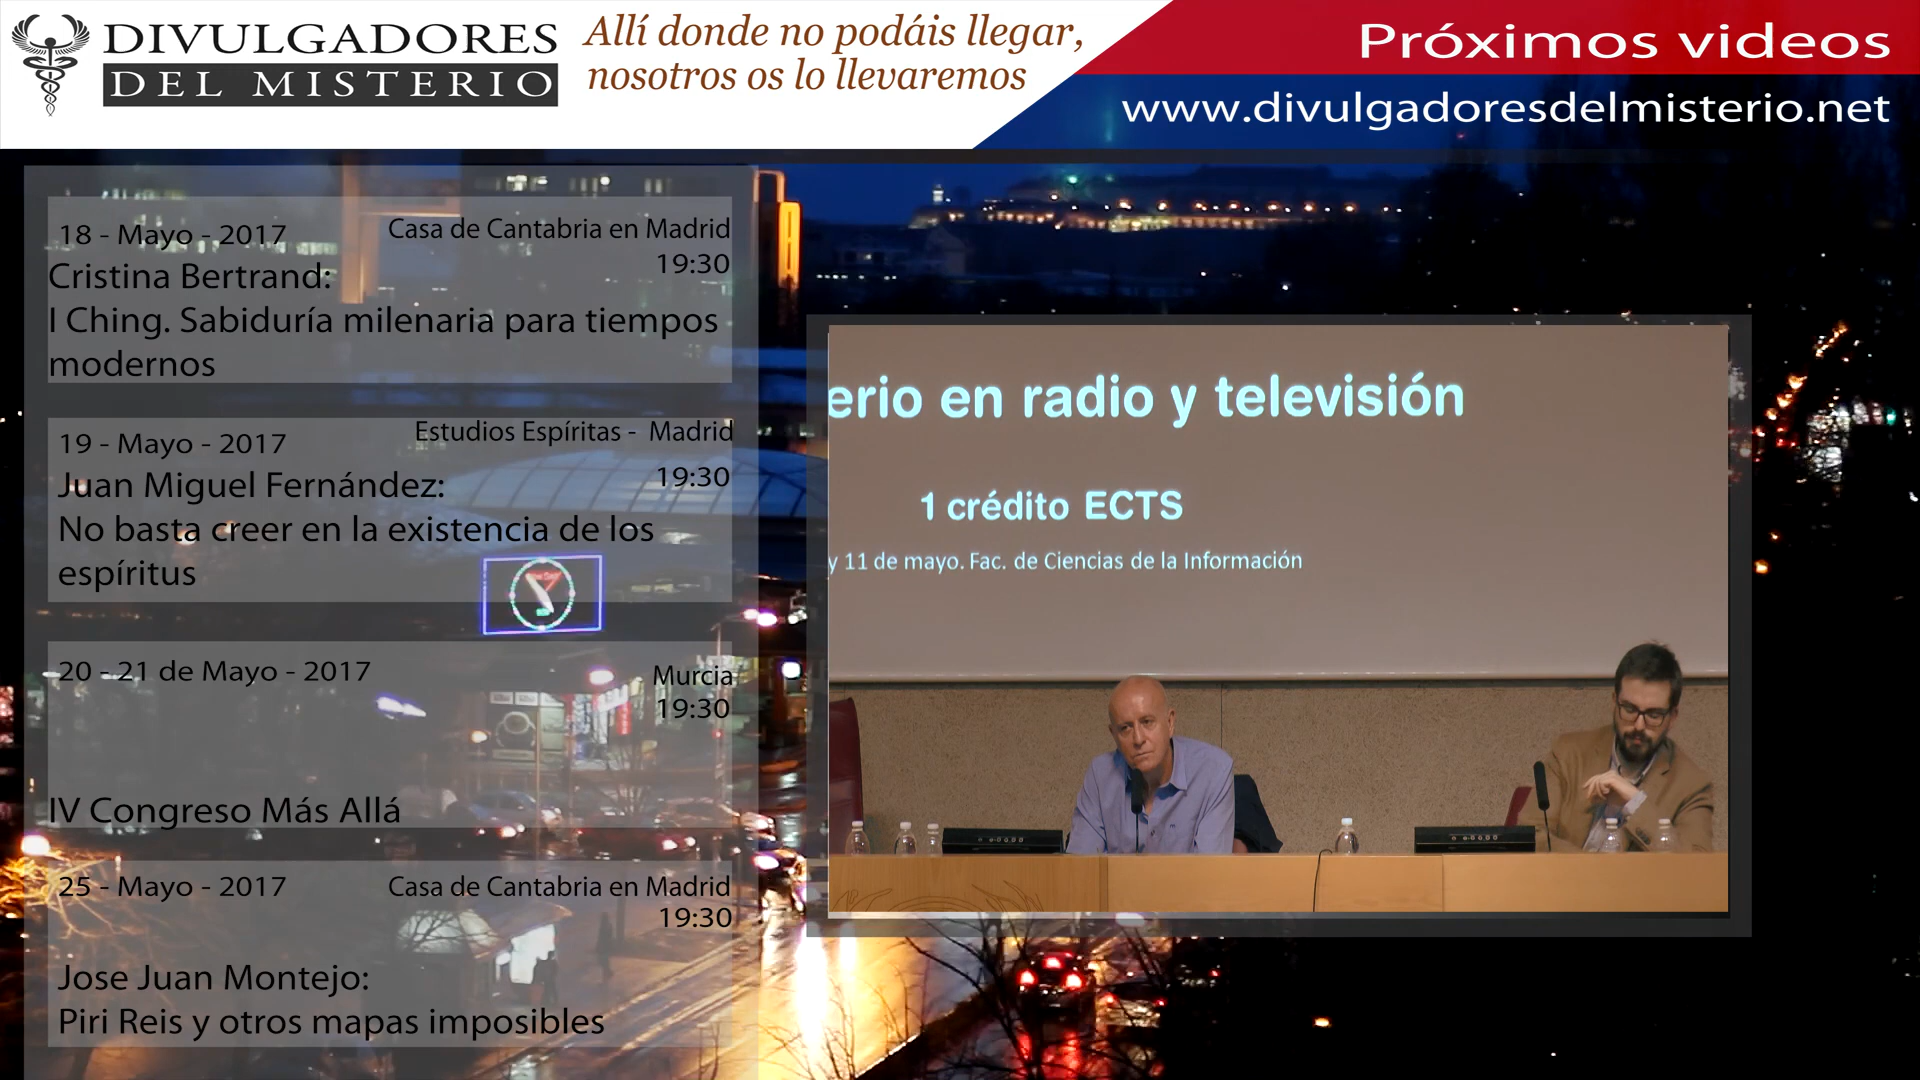 DIVULGADORES
DEL MISTERIO
Allí donde no podáis llegar,
nosotros os lo llevaremos
Próximos videos
www.divulgadoresdelmisterio.net
18 - Mayo - 2017
Casa de Cantabria en Madrid
19:30
Cristina Bertrand:
I Ching. Sabiduría milenaria para tiempos
modernos
19 - Mayo - 2017
Estudios Espíritas - Madrid
19:30
Juan Miguel Fernández:
No basta creer en la existencia de los
espíritus
20 - 21 de Mayo - 2017
Murcia
19:30
IV Congreso Más Allá
25 - Mayo - 2017
Casa de Cantabria en Madrid
19:30
Jose Juan Montejo:
Piri Reis y otros mapas imposibles
erio en radio y televisión
1 crédito ECTS
y 11 de mayo. Fac. de Ciencias de la Información